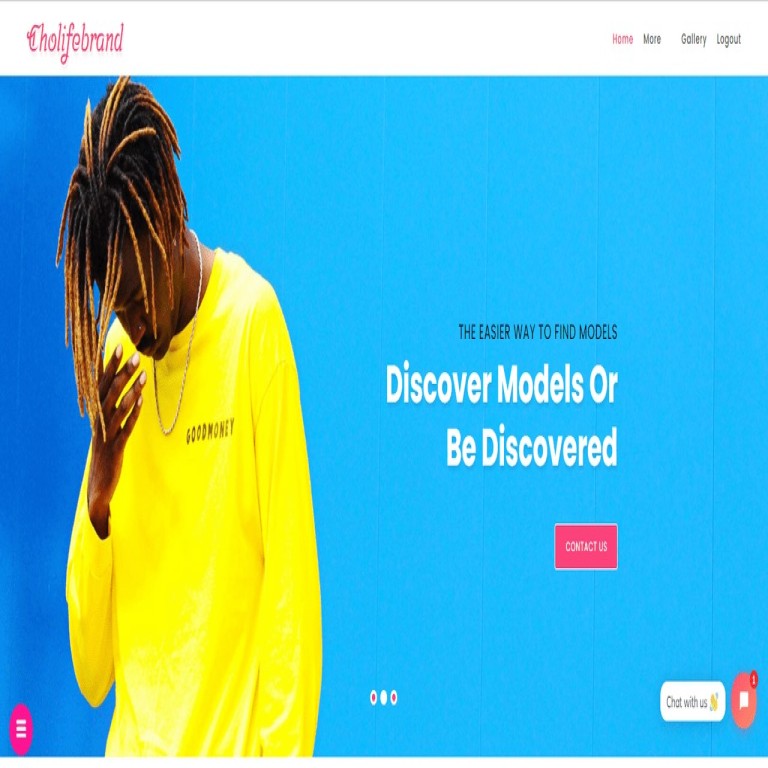 Cholifebrand
Home More Gallery Logout
THE EASIER WAY TO FIND MODELS
Discover Models Or
Be Discovered
GOODMONEY
CONTACT US
Chat with us 👋
1